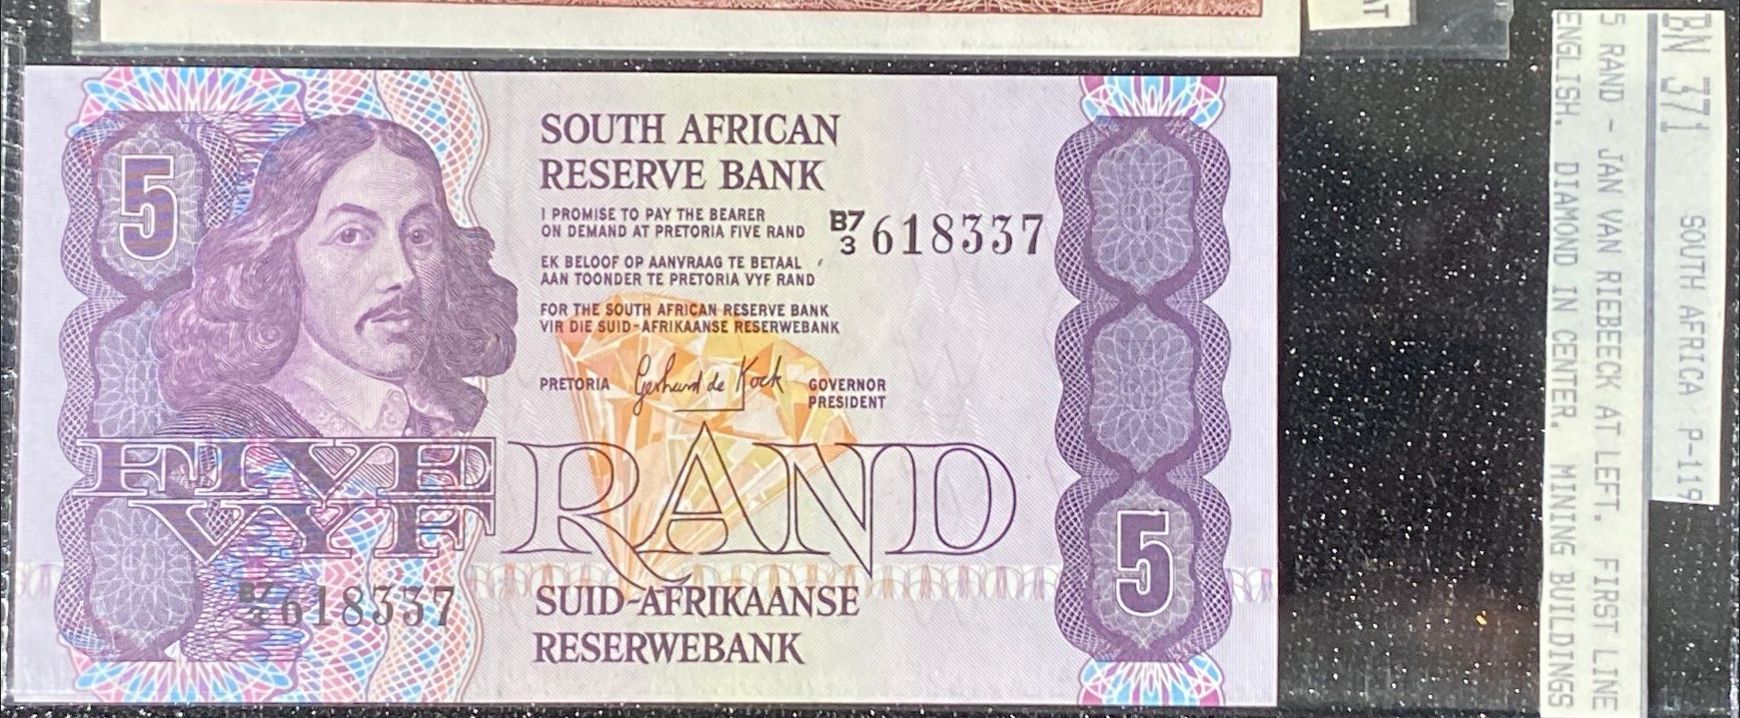 AT
5
SOUTH AFRICAN
RESERVE BANK
I PROMISE TO PAY THE BEARER
ON DEMAND AT PRETORIA FIVE RAND
B7/3 618337
EK BELOOF OP AANVRAAG TE BETAAL
AAN TOONDER TE PRETORIA VYF RAND
FOR THE SOUTH AFRICAN RESERVE BANK
VIR DIE SUID-AFRIKAANSE RESERWEBANK
PRETORIA Gerhard de Kock GOVERNOR
PRESIDENT
FIVE
VYF
RAND
5
B7/3 618337
SUID-AFRIKAANSE
RESERWEBANK
BN 371 SOUTH AFRICA P-119
5 RAND - JAN VAN RIEBEECK AT LEFT. FIRST LINE
ENGLISH. DIAMOND IN CENTER. MINING BUILDINGS